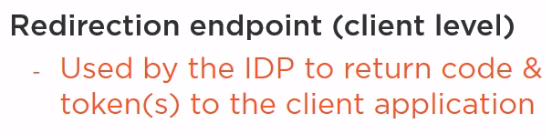 Redirection endpoint (client level)
- Used by the IDP to return code &
token(s) to the client application